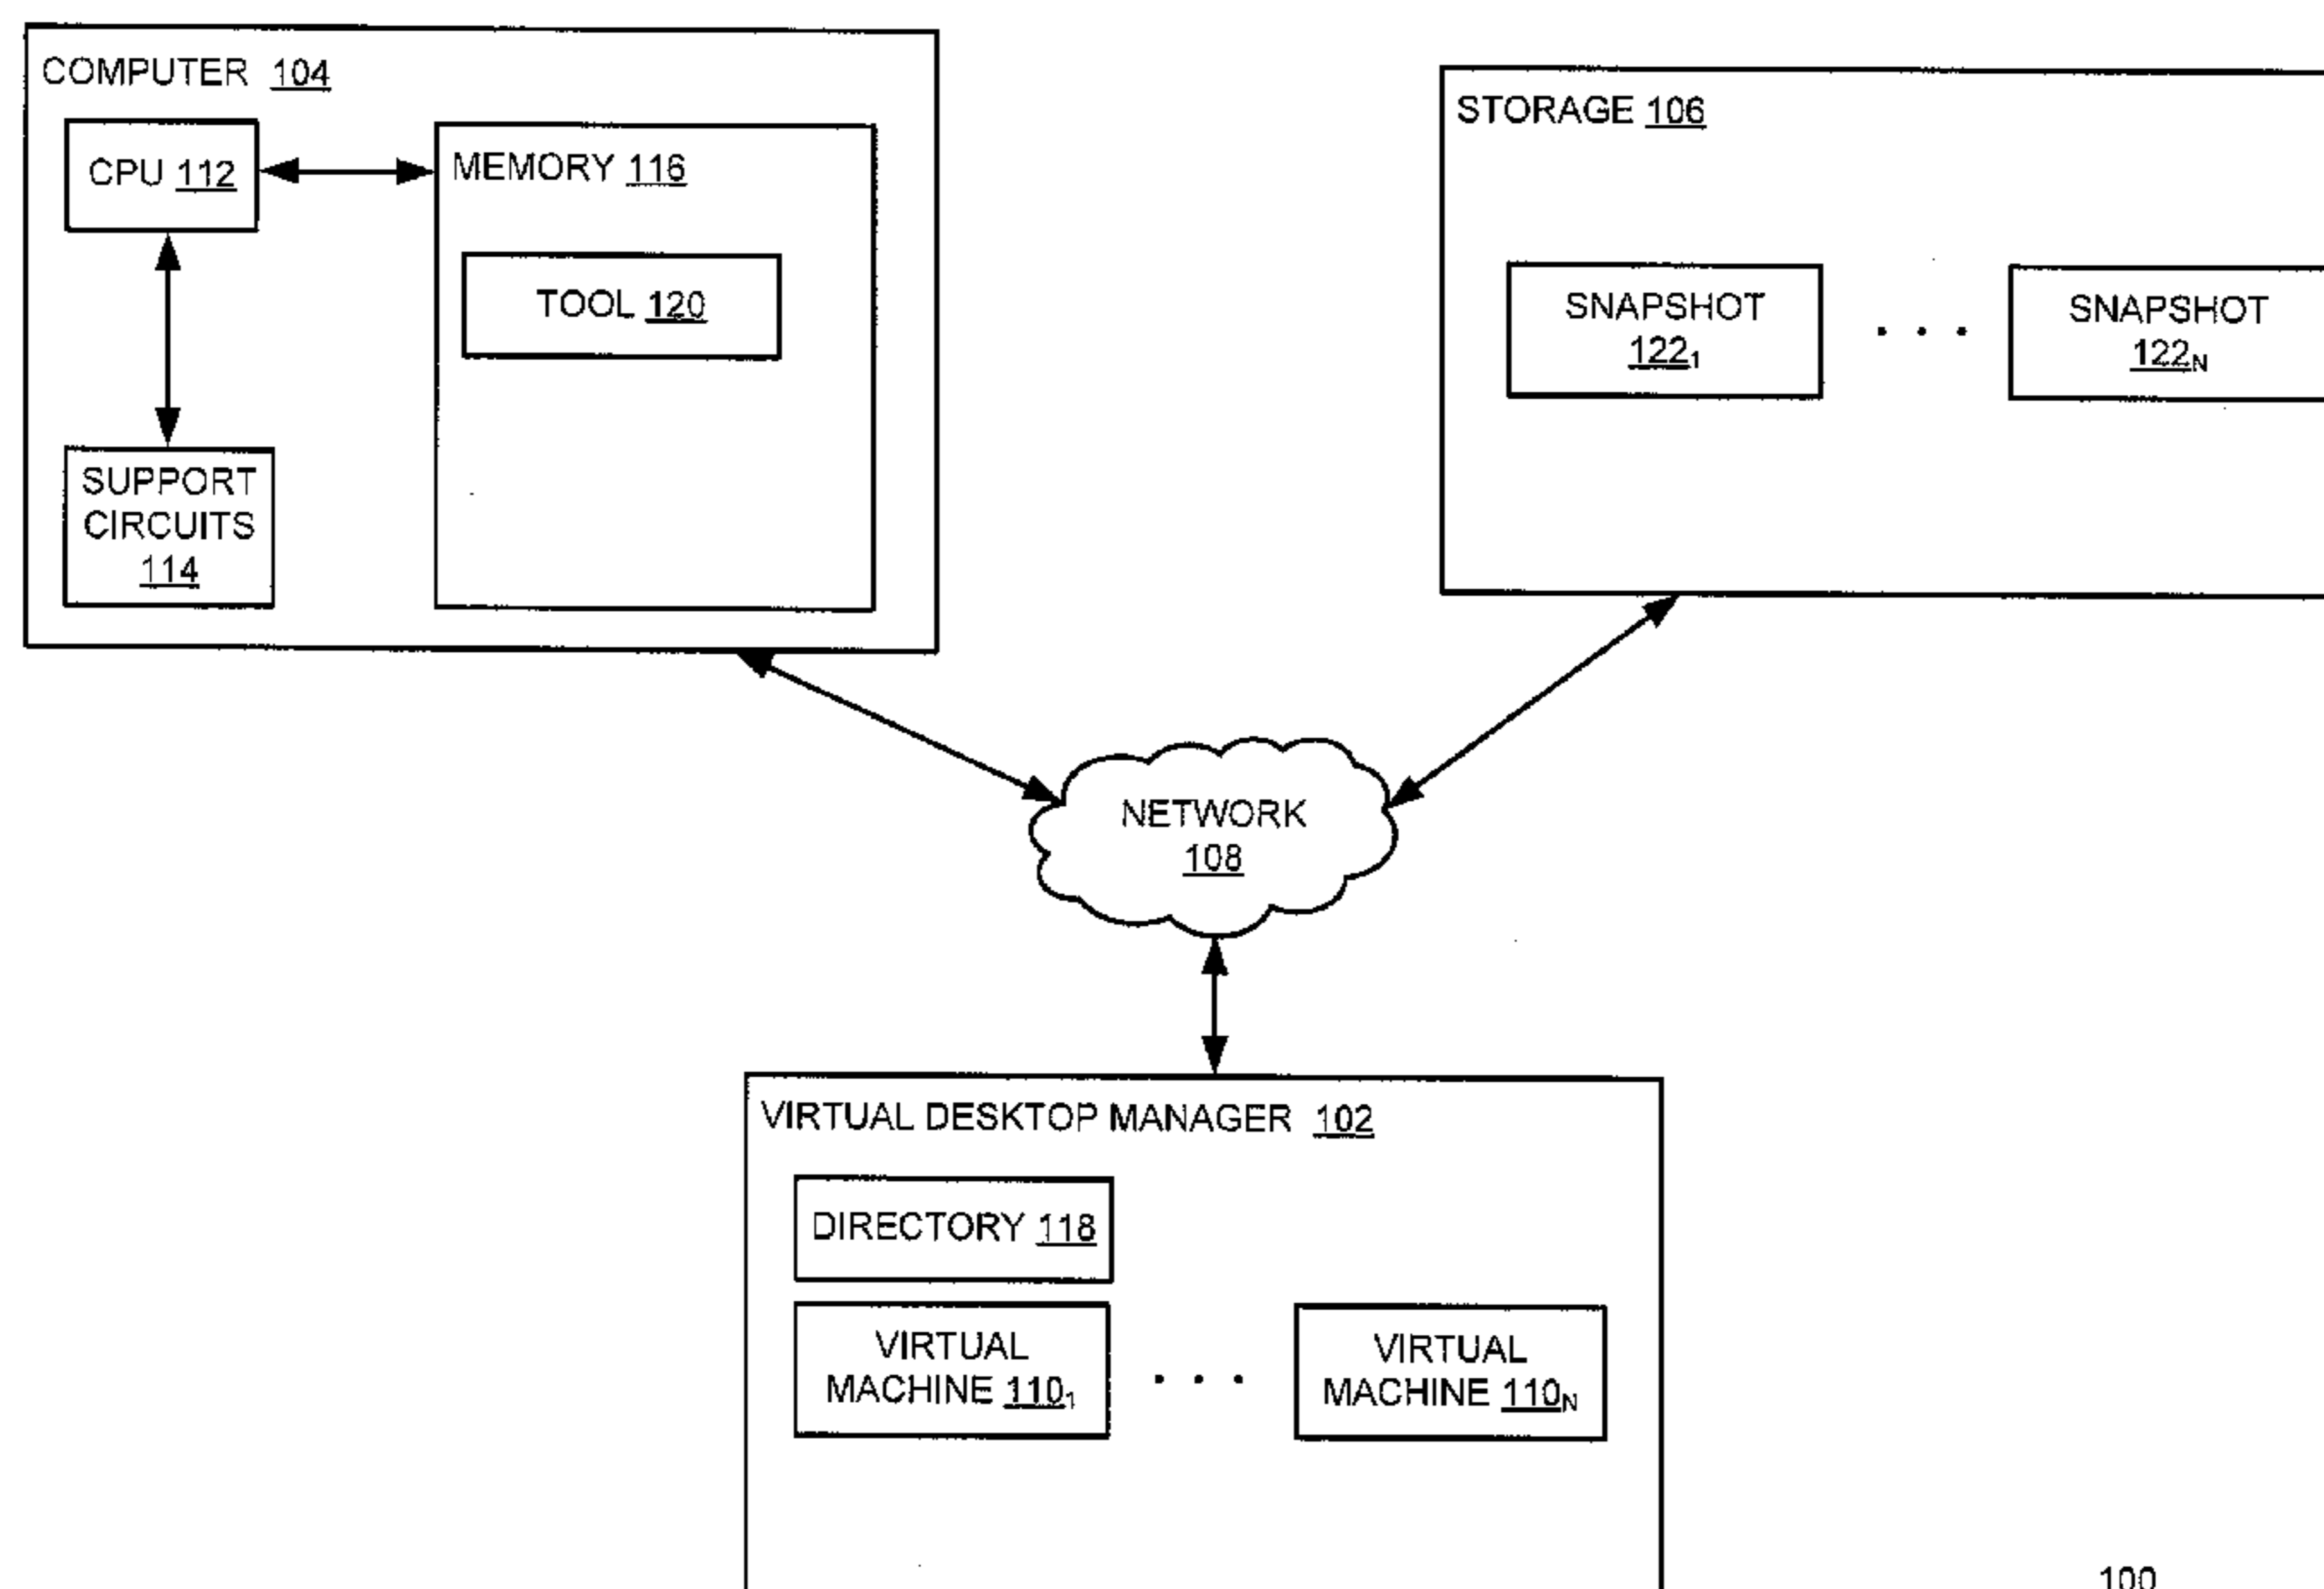 COMPUTER 104
CPU 112
MEMORY 116
TOOL 120
SUPPORT
CIRCUITS
114
STORAGE 106
SNAPSHOT
122₁
. . .
SNAPSHOT
122N
NETWORK
108
VIRTUAL DESKTOP MANAGER 102
DIRECTORY 118
VIRTUAL
MACHINE 110₁
. . .
VIRTUAL
MACHINE 110N
100